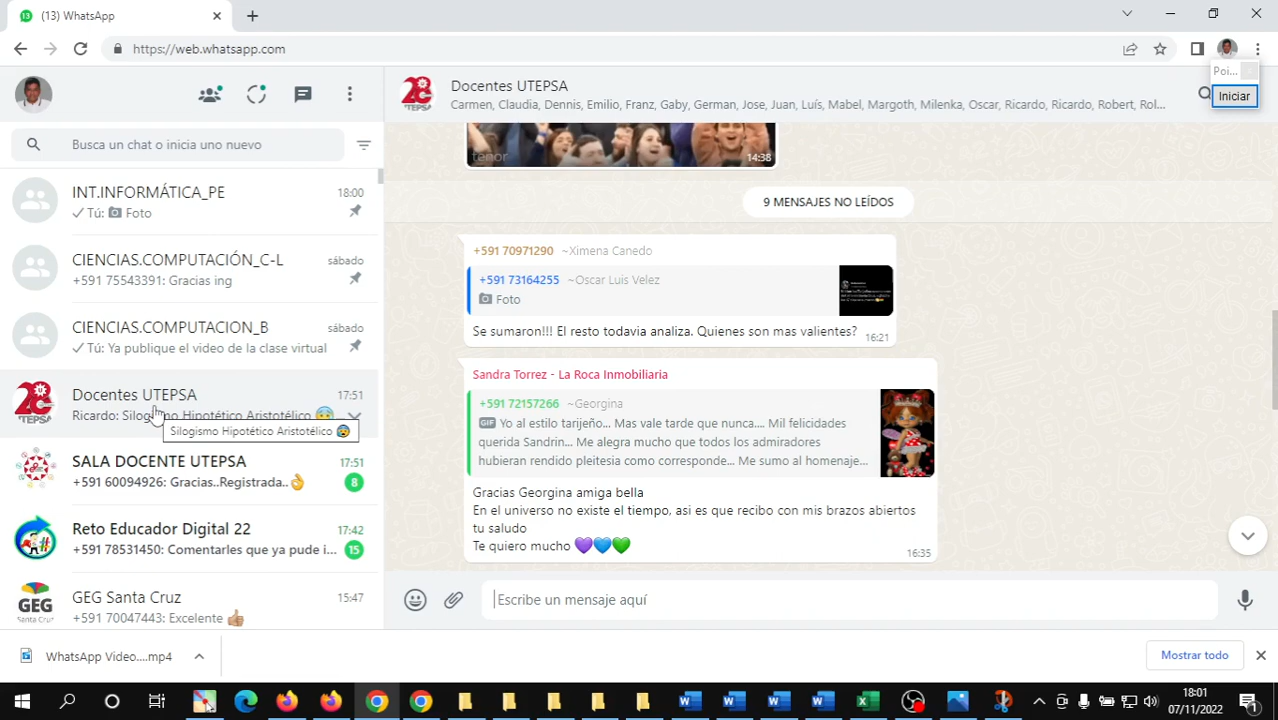 (13) WhatsApp
https://web.whatsapp.com
Poi...
Iniciar
Busca un chat o inicia uno nuevo
INT.INFORMÁTICA_PE
18:00
Tú: Foto
CIENCIAS.COMPUTACIÓN_C-L
sábado
+591 75543391: Gracias ing
CIENCIAS.COMPUTACION_B
sábado
Tú: Ya publique el video de la clase virtual
Docentes UTEPSA
17:51
Ricardo: Silogismo Hipotético Aristotélico 😨
Silogismo Hipotético Aristotélico 😨
SALA DOCENTE UTEPSA
17:51
+591 60094926: Gracias..Registrada..👌
8
Reto Educador Digital 22
17:42
+591 78531450: Comentarles que ya pude i...
15
GEG Santa Cruz
15:47
+591 70047443: Excelente 👍
GEG
Santa Cruz
UTEPSA
Docentes UTEPSA
Carmen, Claudia, Dennis, Emilio, Franz, Gaby, German, Jose, Juan, Luís, Mabel, Margoth, Milenka, Oscar, Ricardo, Ricardo, Robert, Rol...
tenor
14:38
9 MENSAJES NO LEÍDOS
+591 70971290 ~Ximena Canedo
+591 73164255 ~Oscar Luis Velez
Foto
Se sumaron!!! El resto todavia analiza. Quienes son mas valientes?
16:21
Sandra Torrez - La Roca Inmobiliaria
+591 72157266 ~Georgina
GIF Yo al estilo tarijeño... Mas vale tarde que nunca.... Mil felicidades
querida Sandrin... Me alegra mucho que todos los admiradores
hubieran rendido pleitesia como corresponde... Me sumo al homenaje...
Gracias Georgina amiga bella
En el universo no existe el tiempo, asi es que recibo con mis brazos abiertos
tu saludo
Te quiero mucho 💜💙💚
16:35
Escribe un mensaje aquí
WhatsApp Video....mp4
Mostrar todo
18:01
07/11/2022
1